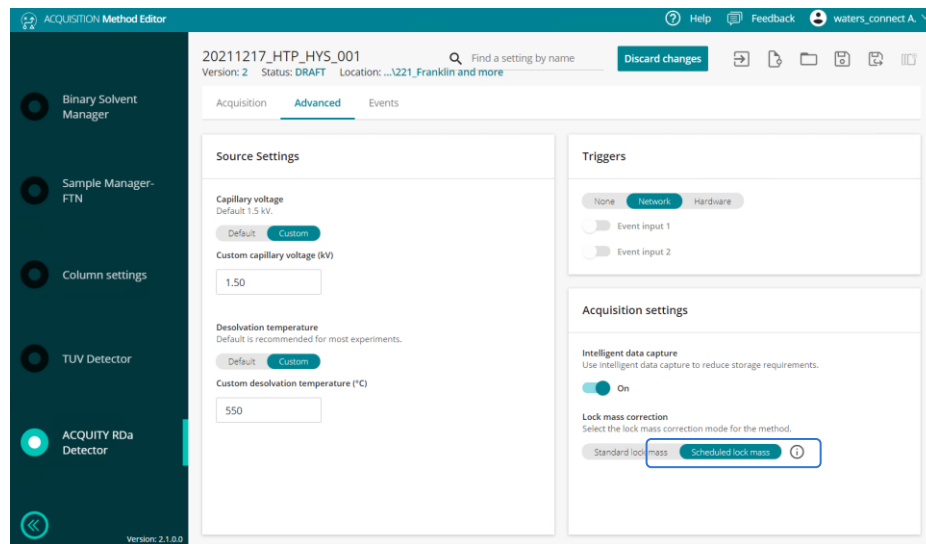 ACQUISITION Method Editor
Help
Feedback
waters_connect A.
Binary Solvent
Manager
Sample Manager-
FTN
Column settings
TUV Detector
ACQUITY RDa
Detector
Version: 2.1.0.0
20211217_HTP_HYS_001
Version: 2 Status: DRAFT Location: ...\221_Franklin and more
Find a setting by name
Discard changes
Acquisition Advanced Events
Source Settings
Capillary voltage
Default 1.5 kV.
Default Custom
Custom capillary voltage (kV)
1.50
Desolvation temperature
Default is recommended for most experiments.
Default Custom
Custom desolvation temperature (°C)
550
Triggers
None Network Hardware
Event input 1
Event input 2
Acquisition settings
Intelligent data capture
Use intelligent data capture to reduce storage requirements.
On
Lock mass correction
Select the lock mass correction mode for the method.
Standard lock mass Scheduled lock mass